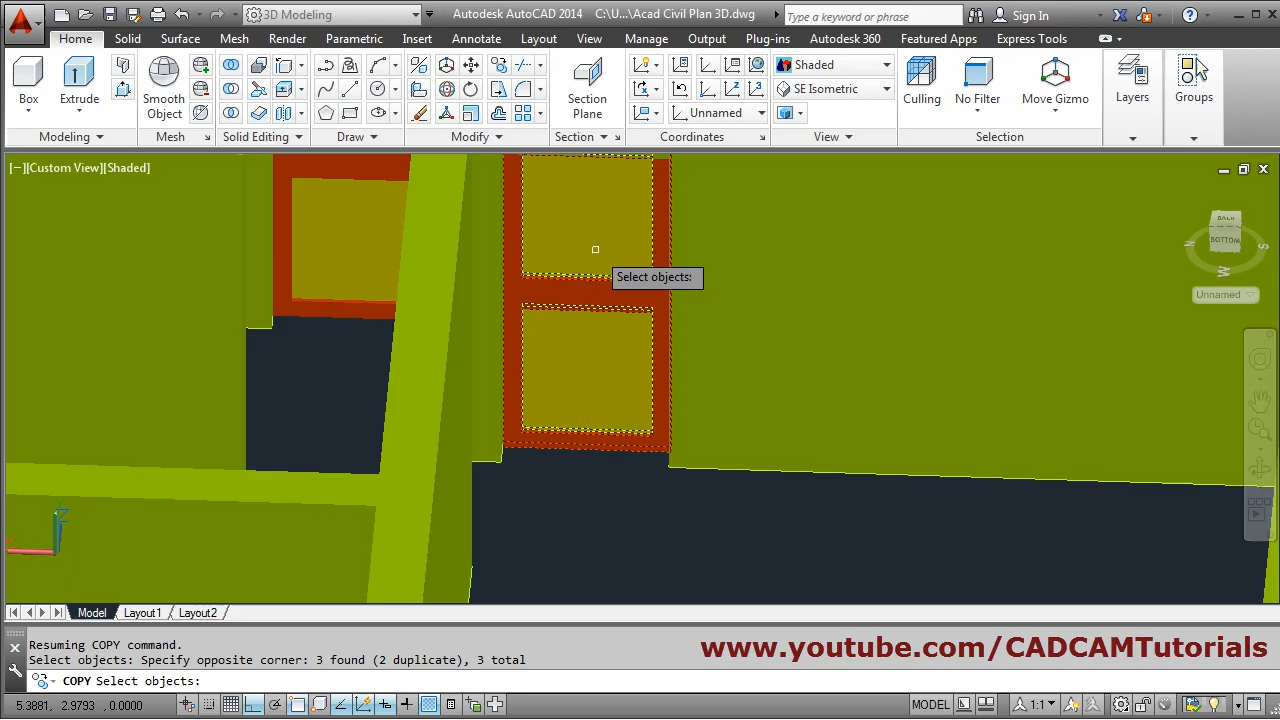 3D Modeling
Autodesk AutoCAD 2014
C:\U...\Acad Civil Plan 3D.dwg
Type a keyword or phrase
Sign In
Home
Solid
Surface
Mesh
Render
Parametric
Insert
Annotate
Layout
View
Manage
Output
Plug-ins
Autodesk 360
Featured Apps
Express Tools
Box
Extrude
Smooth
Object
Section
Plane
Unnamed
Shaded
SE Isometric
Culling
No Filter
Move Gizmo
Layers
Groups
Modeling
Mesh
Solid Editing
Draw
Modify
Section
Coordinates
View
Selection
[−][Custom View][Shaded]
BACK
BOTTOM
N
S
W
Unnamed
Select objects:
Model
Layout1
Layout2
Resuming COPY command.
Select objects: Specify opposite corner: 3 found (2 duplicate), 3 total
COPY Select objects:
www.youtube.com/CADCAMTutorials
5.3881, 2.9793, 0.0000
MODEL
1:1